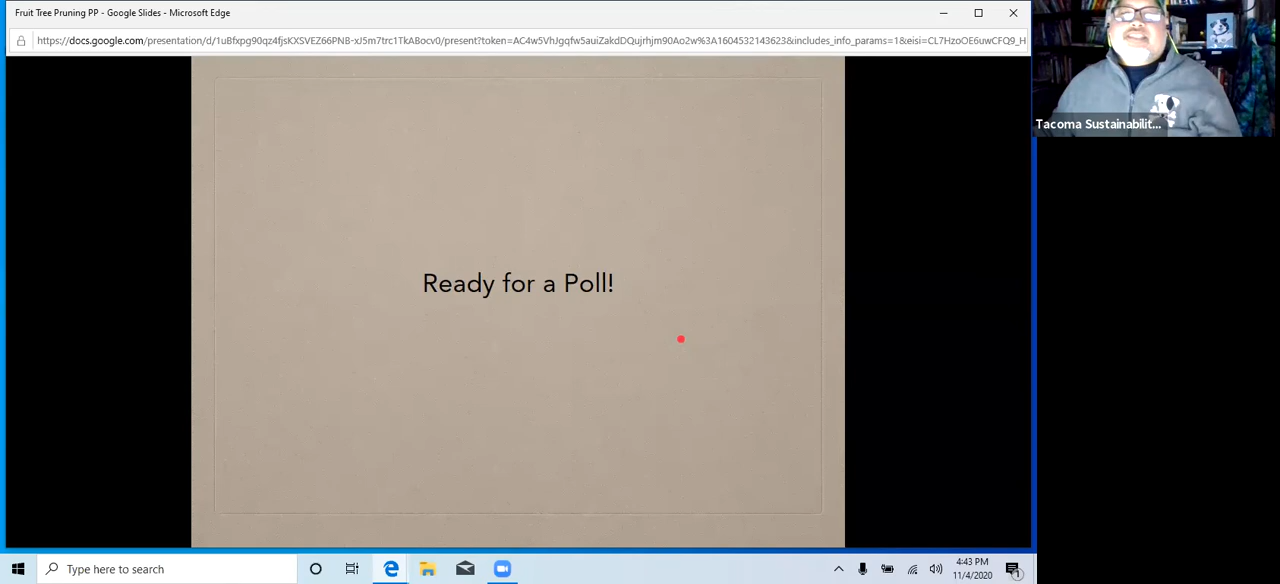 Fruit Tree Pruning PP - Google Slides - Microsoft Edge
https://docs.google.com/presentation/d/1uBfxpg90qz4fjsKXSVEZ66PNB-xJ5m7trc1TkABocv0/present?token=AC4w5VhJgqfw5auiZakdDQujrhjm90Ao2w%3A1604532143623&includes_info_params=1&eisi=CL7HzoOE6uwCFQ9_H
Tacoma Sustainabilit...
Ready for a Poll!
Type here to search
4:43 PM
11/4/2020
1